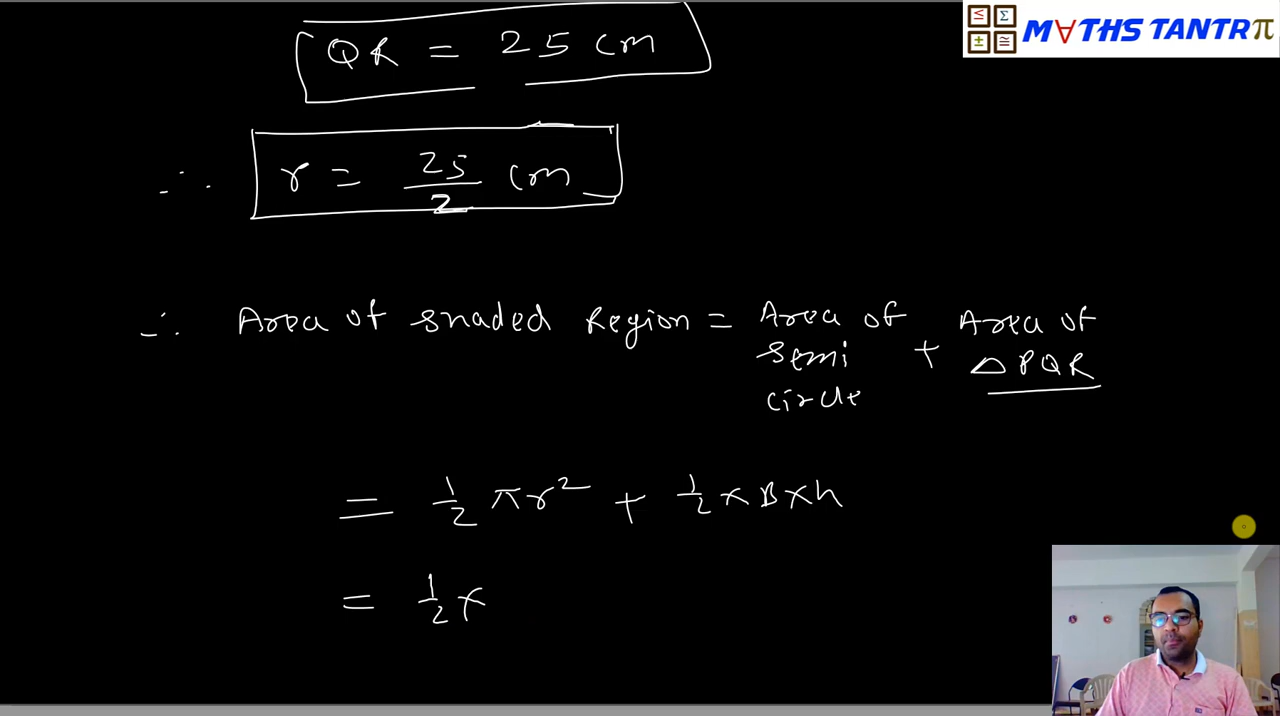 QR = 25 cm
≤ Σ
± ≅
M∀THS TANTRπ
∴ r = 25/2 cm
∴ Area of shaded Region = Area of semi circle + Area of △PQR
= 1/2 πr² + 1/2 x B x h
= 1/2 x